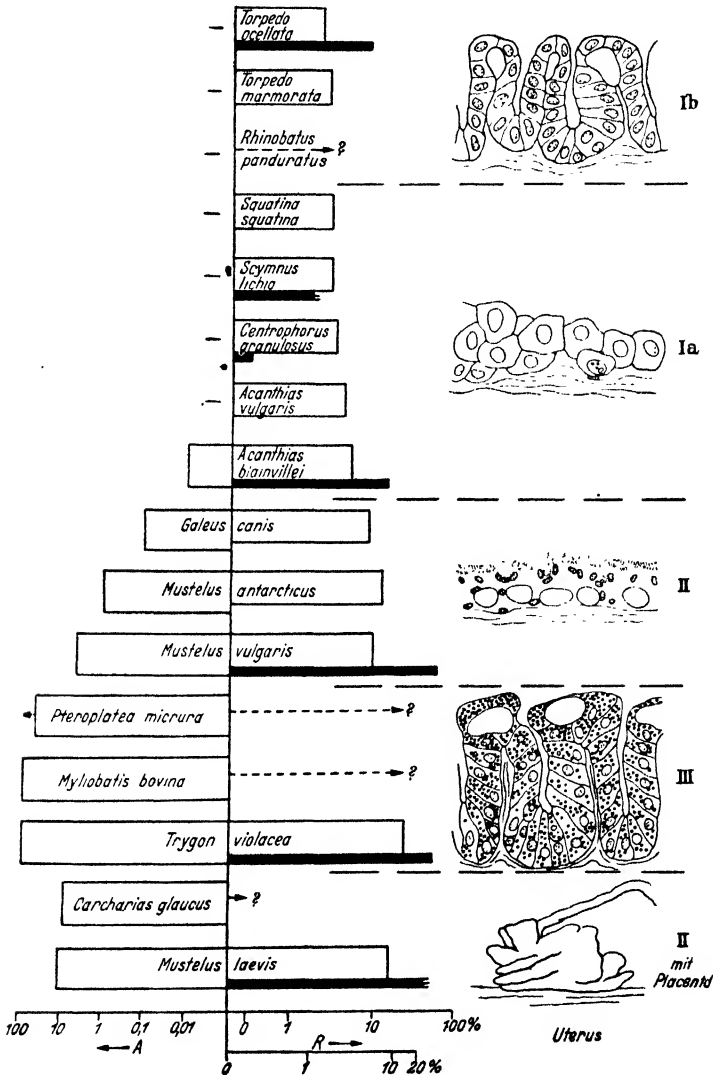 Torpedo
ocellata
Torpedo
marmorata
Ib
Rhinobatus
?
panduratus
Squatina
squatina
Scymnus
lichia
Ia
Centrophorus
granulosus
Acanthias
vulgaris
Acanthias
blainvillei
Galeus canis
Mustelus antarcticus
II
Mustelus vulgaris
Pteroplatea micrura
?
III
Myliobatis bovina
?
Trygon violacea
Carcharias glaucus
?
II
mit
Placenta
Mustelus laevis
100 10 1 0,1 0,01 0 1 10 100%
A R
Uterus
0 1 10 20%